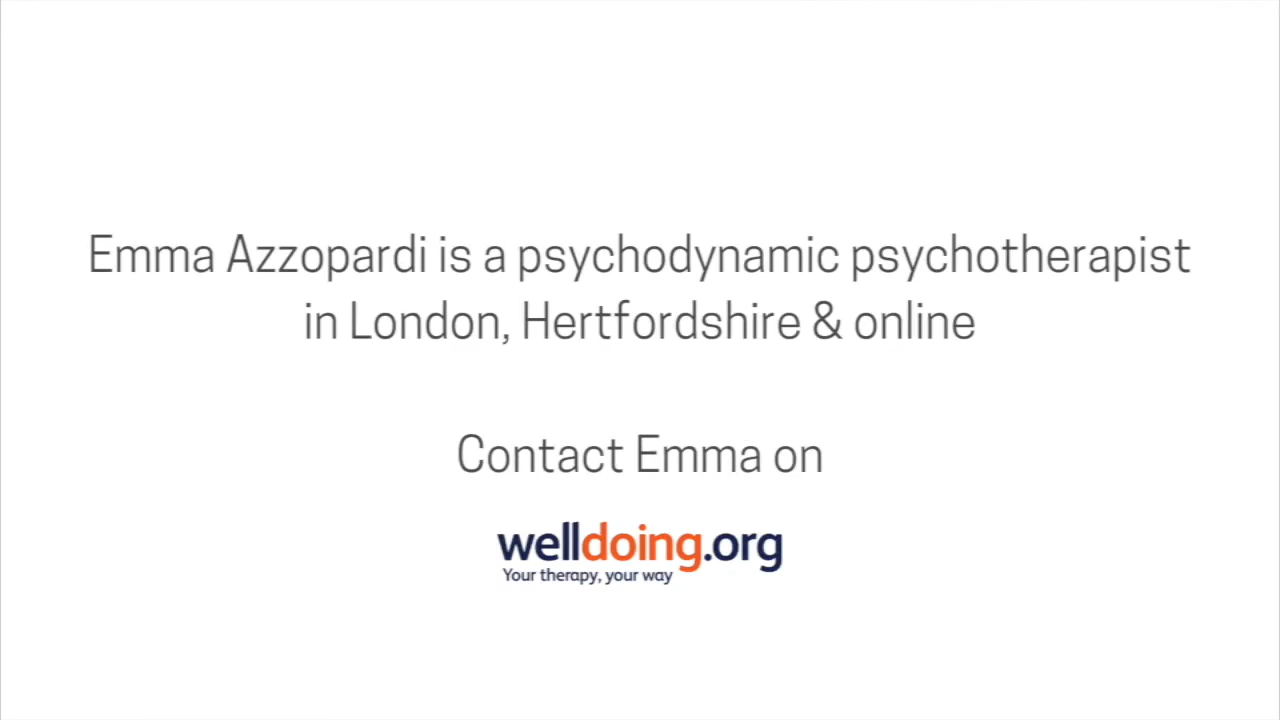 Emma Azzopardi is a psychodynamic psychotherapist
in London, Hertfordshire & online
Contact Emma on
welldoing.org
Your therapy, your way